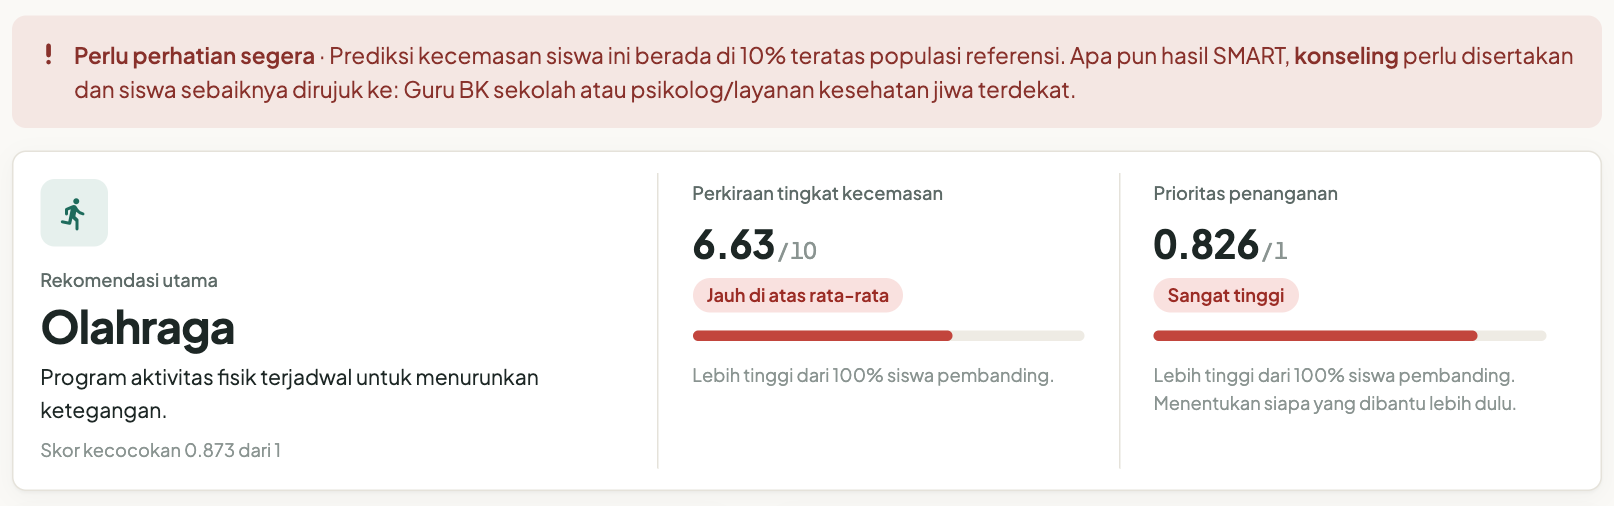 ! Perlu perhatian segera · Prediksi kecemasan siswa ini berada di 10% teratas populasi referensi. Apa pun hasil SMART, konseling perlu disertakan
dan siswa sebaiknya dirujuk ke: Guru BK sekolah atau psikolog/layanan kesehatan jiwa terdekat.
Rekomendasi utama
Olahraga
Program aktivitas fisik terjadwal untuk menurunkan
ketegangan.
Skor kecocokan 0.873 dari 1
Perkiraan tingkat kecemasan
6.63/10
Jauh di atas rata-rata
Lebih tinggi dari 100% siswa pembanding.
Prioritas penanganan
0.826/1
Sangat tinggi
Lebih tinggi dari 100% siswa pembanding.
Menentukan siapa yang dibantu lebih dulu.